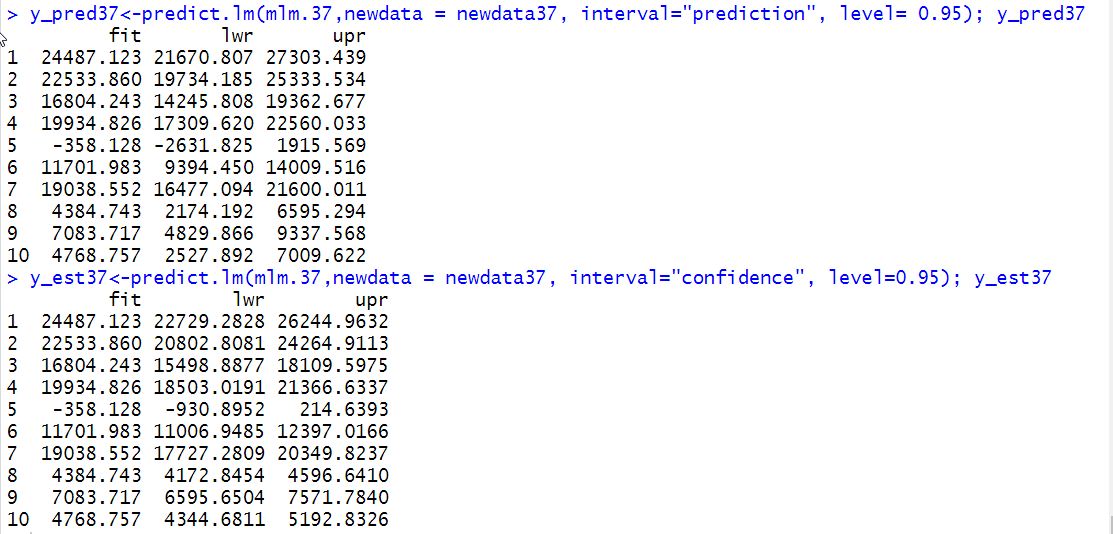 > y_pred37<-predict.lm(mlm.37,newdata = newdata37, interval="prediction", level= 0.95); y_pred37
fit lwr upr
1 24487.123 21670.807 27303.439
2 22533.860 19734.185 25333.534
3 16804.243 14245.808 19362.677
4 19934.826 17309.620 22560.033
5 -358.128 -2631.825 1915.569
6 11701.983 9394.450 14009.516
7 19038.552 16477.094 21600.011
8 4384.743 2174.192 6595.294
9 7083.717 4829.866 9337.568
10 4768.757 2527.892 7009.622
> y_est37<-predict.lm(mlm.37,newdata = newdata37, interval="confidence", level=0.95); y_est37
fit lwr upr
1 24487.123 22729.2828 26244.9632
2 22533.860 20802.8081 24264.9113
3 16804.243 15498.8877 18109.5975
4 19934.826 18503.0191 21366.6337
5 -358.128 -930.8952 214.6393
6 11701.983 11006.9485 12397.0166
7 19038.552 17727.2809 20349.8237
8 4384.743 4172.8454 4596.6410
9 7083.717 6595.6504 7571.7840
10 4768.757 4344.6811 5192.8326